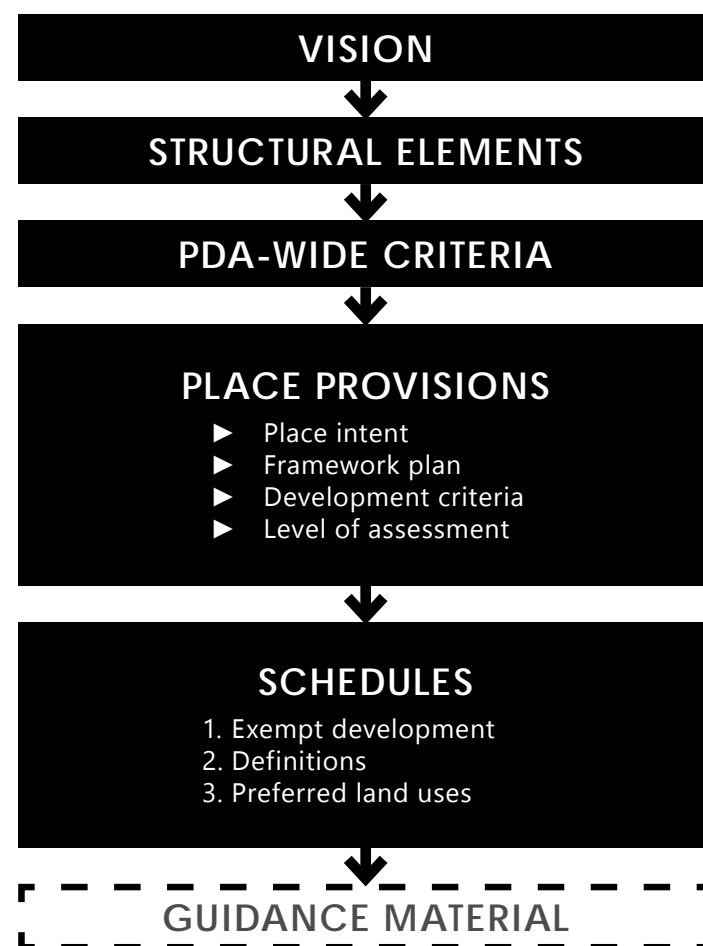 VISION
STRUCTURAL ELEMENTS
PDA-WIDE CRITERIA
PLACE PROVISIONS
► Place intent
► Framework plan
► Development criteria
► Level of assessment
SCHEDULES
1. Exempt development
2. Definitions
3. Preferred land uses
GUIDANCE MATERIAL